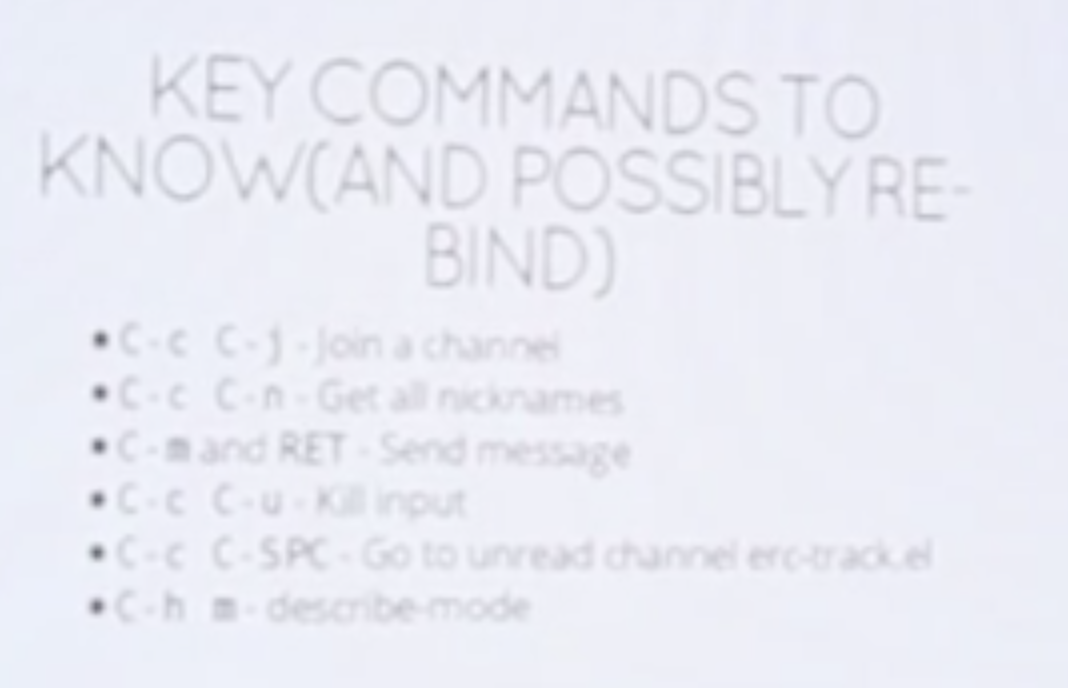 KEY COMMANDS TO
KNOW(AND POSSIBLY RE-
BIND)
• C-c C-j - Join a channel
• C-c C-n - Get all nicknames
• C-m and RET - Send message
• C-c C-u - Kill input
• C-c C-SPC - Go to unread channel erc-track.el
• C-h m - describe-mode